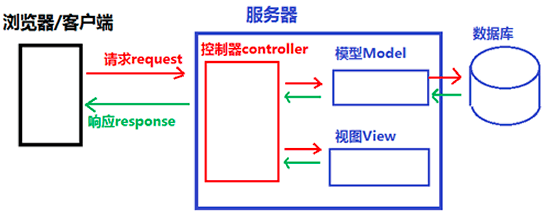 浏览器/客户端
服务器
数据库
请求request
控制器controller
模型Model
响应response
视图View